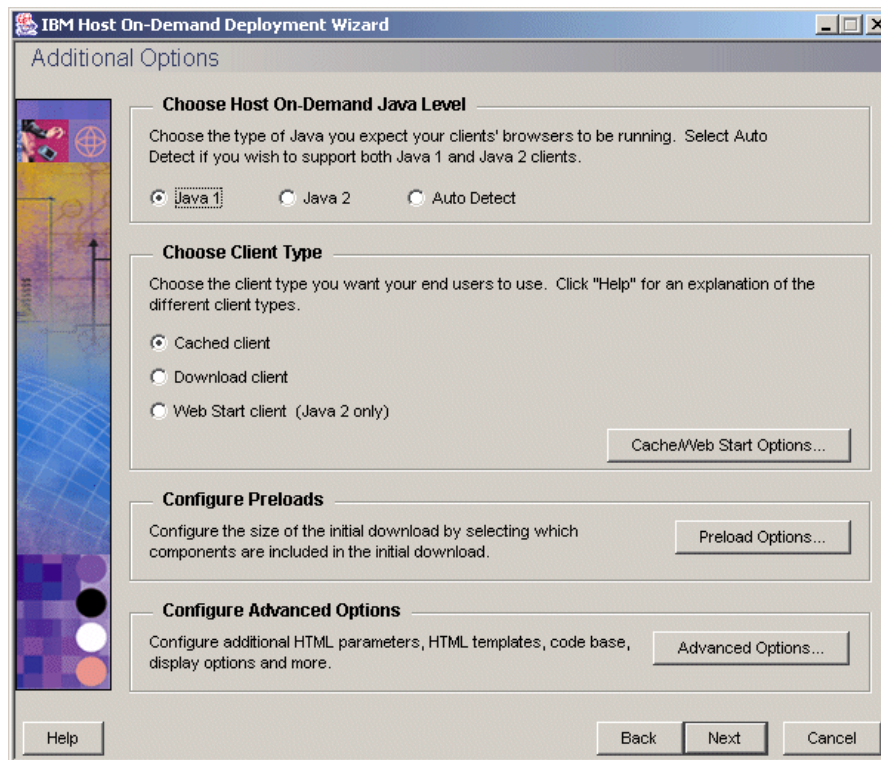 IBM Host On-Demand Deployment Wizard
Additional Options
Choose Host On-Demand Java Level
Choose the type of Java you expect your clients' browsers to be running. Select Auto
Detect if you wish to support both Java 1 and Java 2 clients.
Java 1 Java 2 Auto Detect
Choose Client Type
Choose the client type you want your end users to use. Click "Help" for an explanation of the
different client types.
Cached client
Download client
Web Start client (Java 2 only)
Cache/Web Start Options...
Configure Preloads
Configure the size of the initial download by selecting which
components are included in the initial download.
Preload Options...
Configure Advanced Options
Configure additional HTML parameters, HTML templates, code base,
display options and more.
Advanced Options...
Help Back Next Cancel